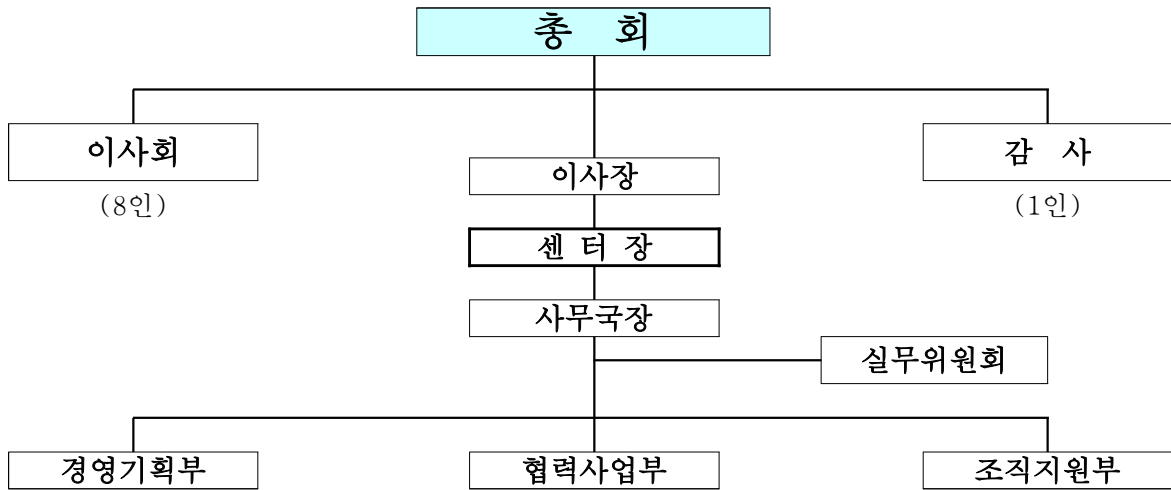 총 회
이사회
감 사
이사장
(8인)
(1인)
센 터 장
사무국장
실무위원회
경영기획부
협력사업부
조직지원부